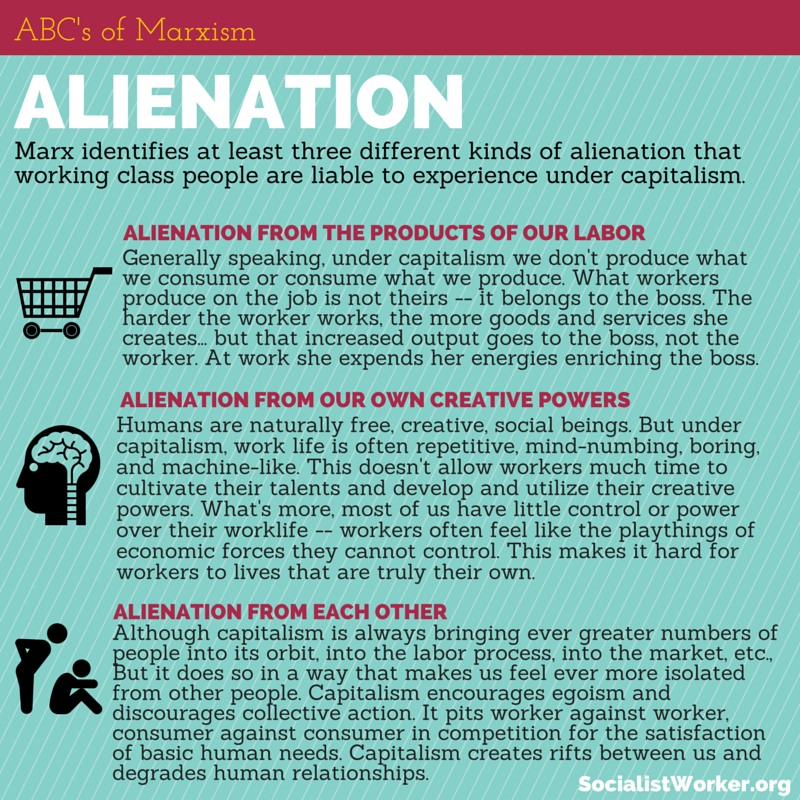 ABC's of Marxism
ALIENATION
Marx identifies at least three different kinds of alienation that
working class people are liable to experience under capitalism.
ALIENATION FROM THE PRODUCTS OF OUR LABOR
Generally speaking, under capitalism we don't produce what
we consume or consume what we produce. What workers
produce on the job is not theirs -- it belongs to the boss. The
harder the worker works, the more goods and services she
creates... but that increased output goes to the boss, not the
worker. At work she expends her energies enriching the boss.
ALIENATION FROM OUR OWN CREATIVE POWERS
Humans are naturally free, creative, social beings. But under
capitalism, work life is often repetitive, mind-numbing, boring,
and machine-like. This doesn't allow workers much time to
cultivate their talents and develop and utilize their creative
powers. What's more, most of us have little control or power
over their worklife -- workers often feel like the playthings of
economic forces they cannot control. This makes it hard for
workers to lives that are truly their own.
ALIENATION FROM EACH OTHER
Although capitalism is always bringing ever greater numbers of
people into its orbit, into the labor process, into the market, etc.,
But it does so in a way that makes us feel ever more isolated
from other people. Capitalism encourages egoism and
discourages collective action. It pits worker against worker,
consumer against consumer in competition for the satisfaction
of basic human needs. Capitalism creates rifts between us and
degrades human relationships.
SocialistWorker.org